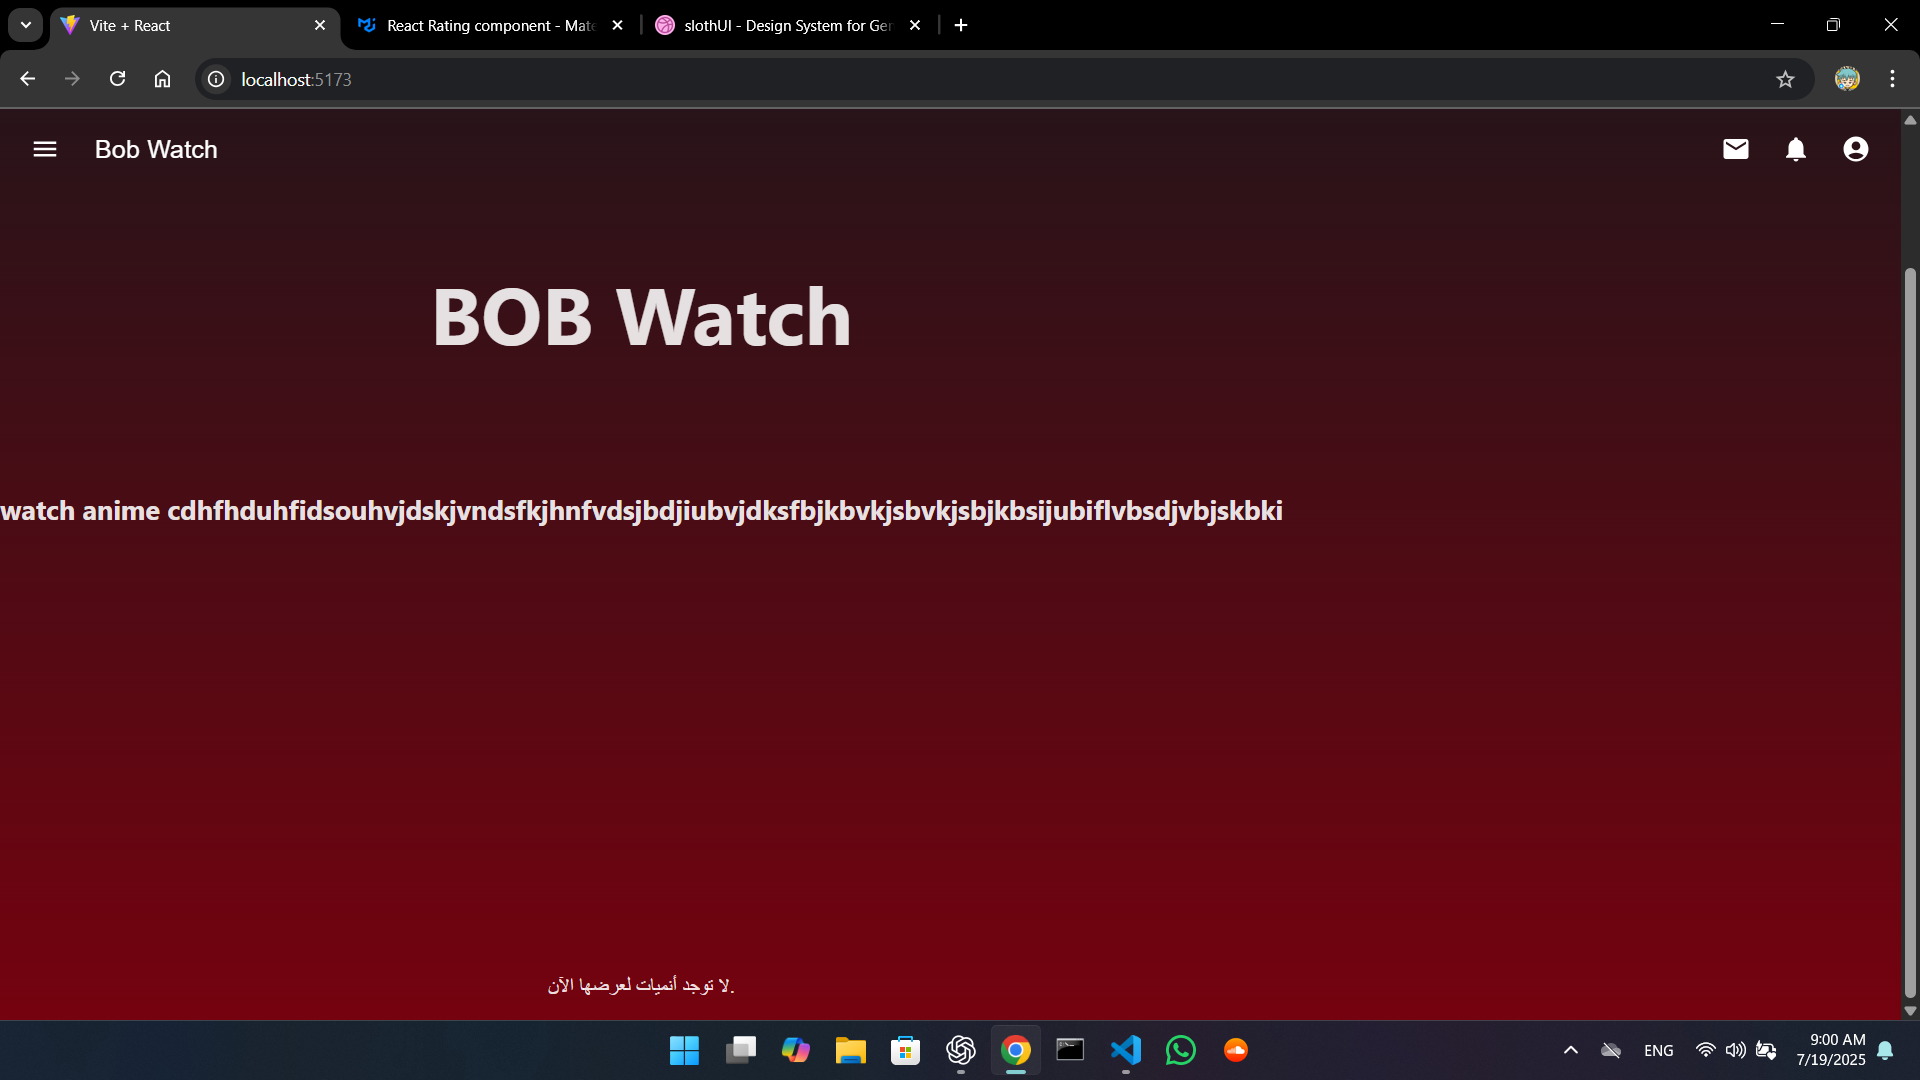 Vite + React
React Rating component - Mate
slothUI - Design System for Gen
localhost:5173
Bob Watch
BOB Watch
watch anime cdhfhduhfidsouhvjdskjvndsfkjhnfvdsjbdjiubvjdksfbjkbvkjsbvkjsbjkbsijubiflvbsdjvbjskbki
لا توجد أنميات لعرضها الآن.
ENG
9:00 AM
7/19/2025